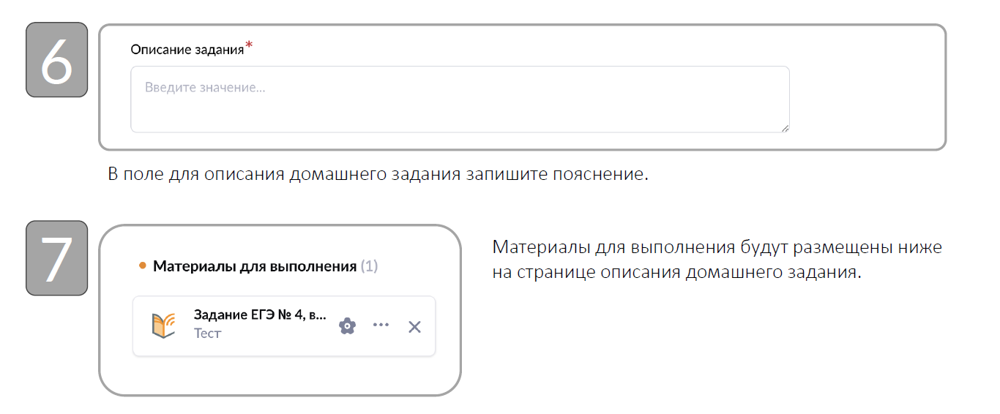 6
Описание задания*
Введите значение...
В поле для описания домашнего задания запишите пояснение.
7
Материалы для выполнения (1)
Задание ЕГЭ № 4, в...
Тест
Материалы для выполнения будут размещены ниже
на странице описания домашнего задания.